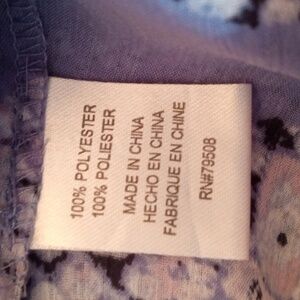 100% POLYESTER
100% POLIESTER
MADE IN CHINA
HECHO EN CHINA
FABRIQUE EN CHINE
RN#79508